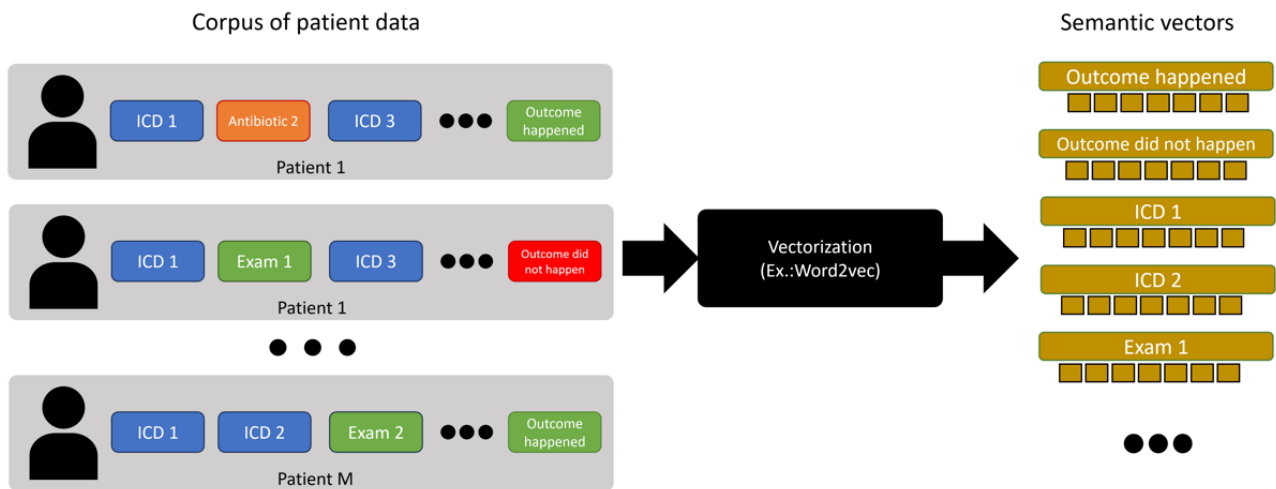 Corpus of patient data
Semantic vectors
ICD 1
Antibiotic 2
ICD 3
Outcome
happened
Patient 1
ICD 1
Exam 1
ICD 3
Outcome did
not happen
Patient 1
ICD 1
ICD 2
Exam 2
Outcome
happened
Patient M
Vectorization
(Ex.:Word2vec)
Outcome happened
Outcome did not happen
ICD 1
ICD 2
Exam 1